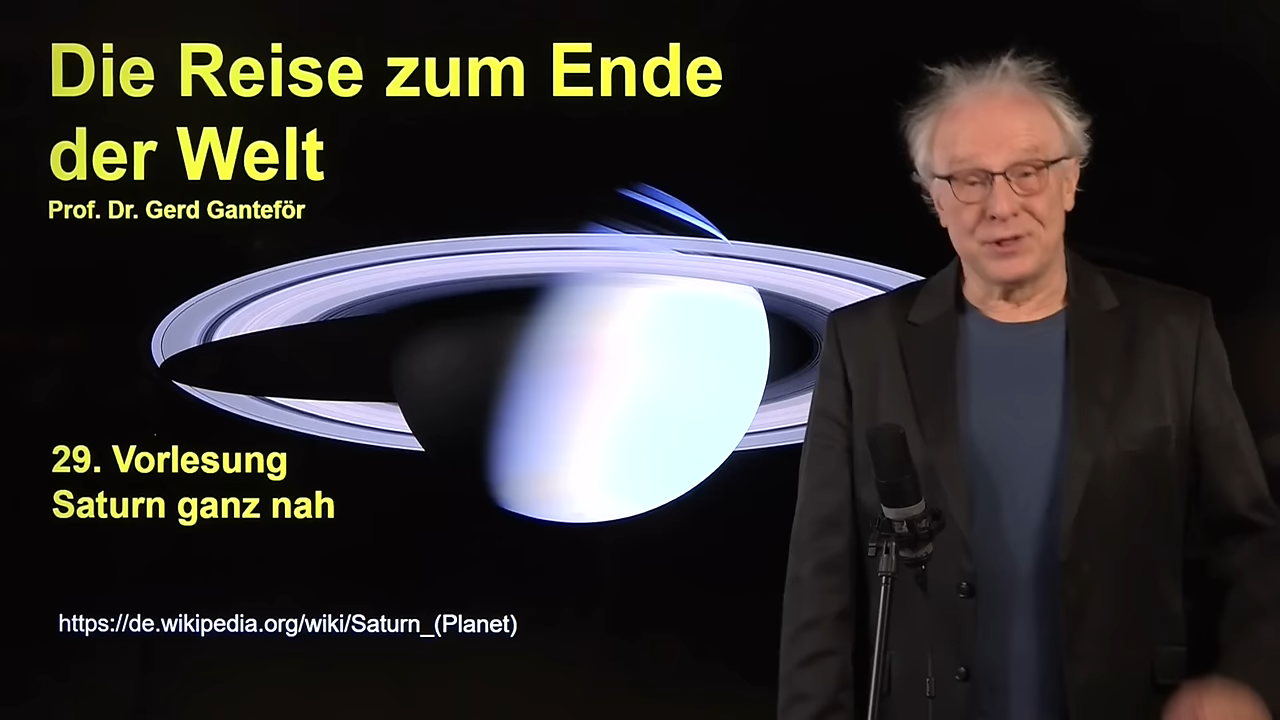 Die Reise zum Ende
der Welt
Prof. Dr. Gerd Ganteför
29. Vorlesung
Saturn ganz nah
https://de.wikipedia.org/wiki/Saturn_(Planet)